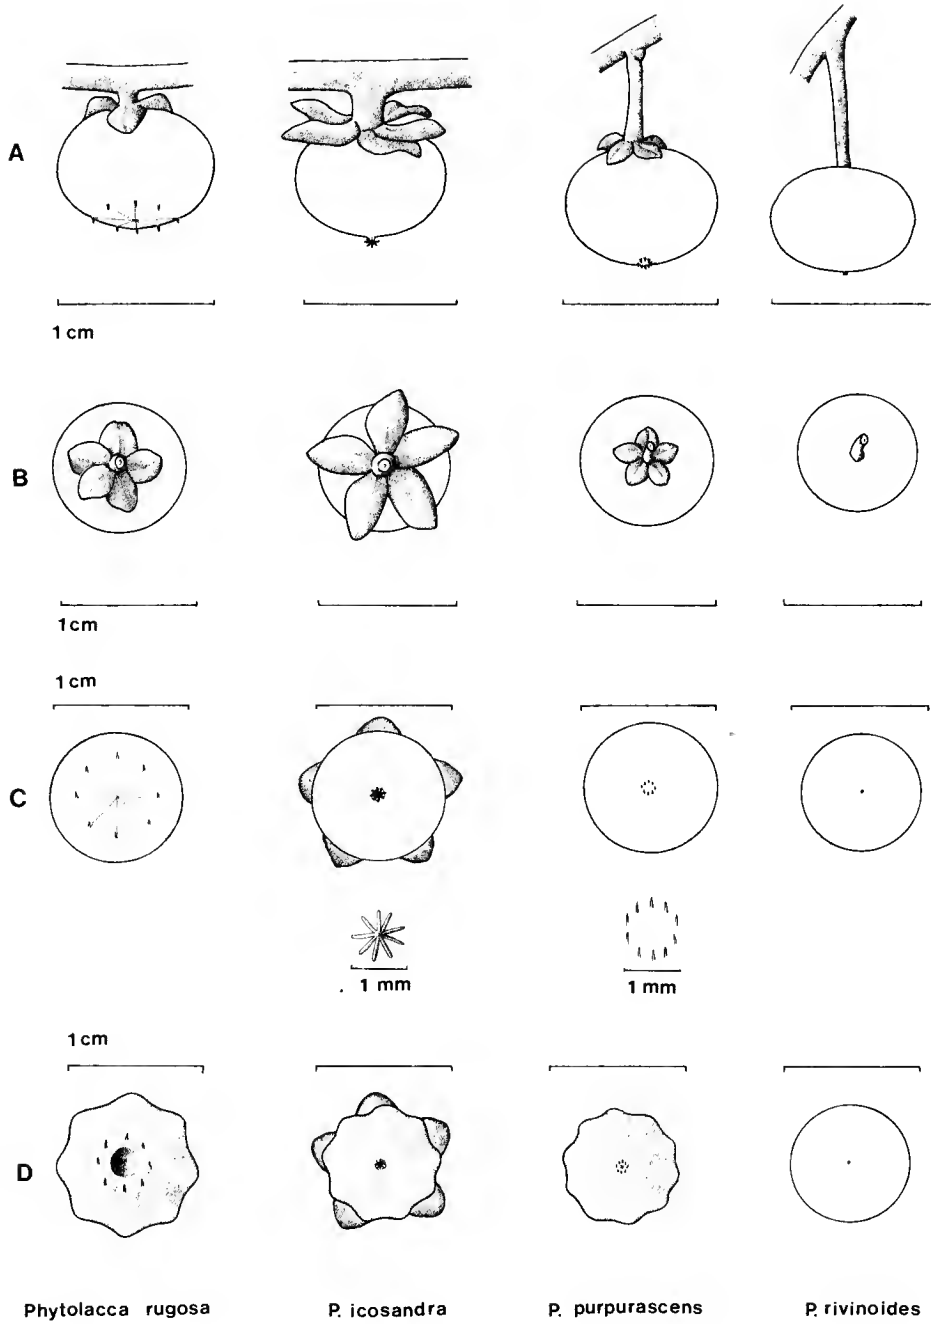 A
1 cm
B
1 cm
1 cm
C
1 mm
1 mm
1 cm
D
Phytolacca rugosa P. icosandra P. purpurascens P. rivinoides